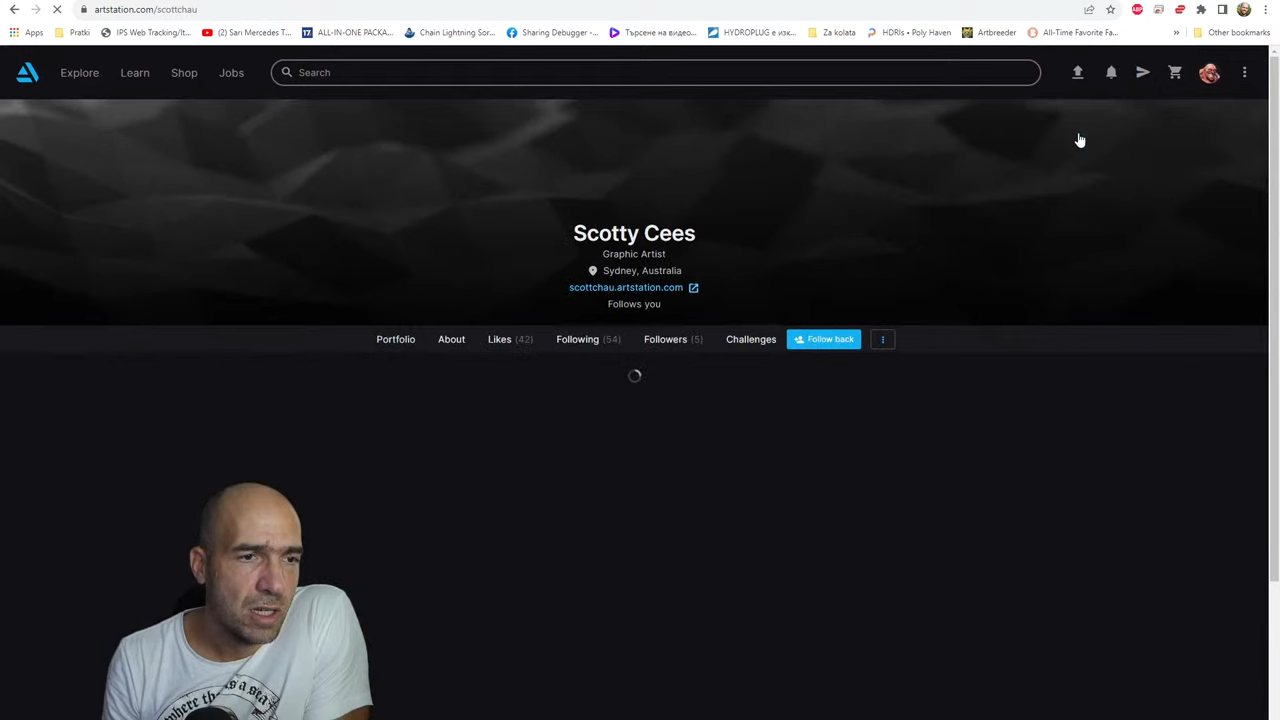 artstation.com/scottchau
Apps Pratki IPS Web Tracking/It... (2) San Mercedes T... ALL-IN-ONE PACKA... Chain Lightning Sor... Sharing Debugger -... Търсене на видео... HYDROPLUG е изк... Za kolata HDRIs • Poly Haven Artbreeder All-Time Favorite Fa... » Other bookmarks
Explore Learn Shop Jobs Search
Scotty Cees
Graphic Artist
Sydney, Australia
scottchau.artstation.com
Follows you
Portfolio About Likes (42) Following (54) Followers (5) Challenges Follow back